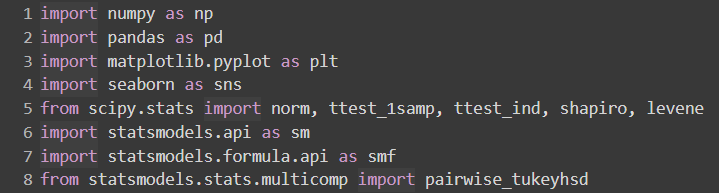 1 import numpy as np
2 import pandas as pd
3 import matplotlib.pyplot as plt
4 import seaborn as sns
5 from scipy.stats import norm, ttest_1samp, ttest_ind, shapiro, levene
6 import statsmodels.api as sm
7 import statsmodels.formula.api as smf
8 from statsmodels.stats.multicomp import pairwise_tukeyhsd